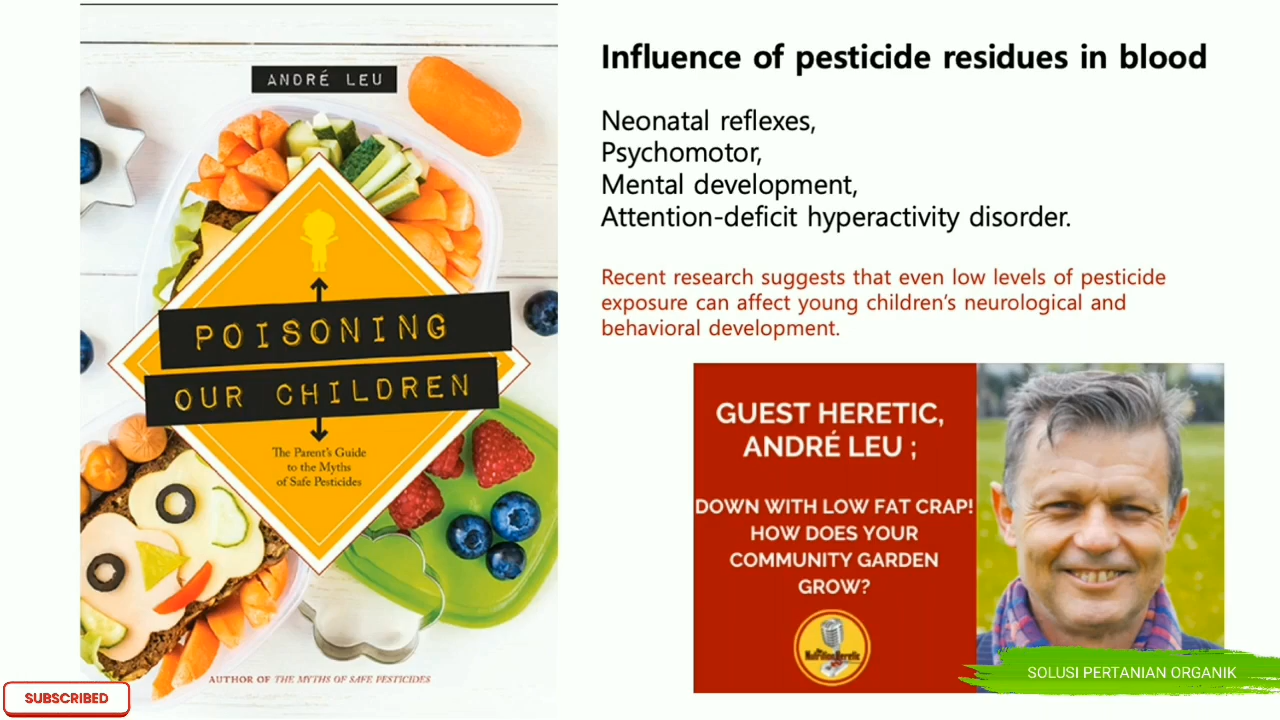 ANDRÉ LEU
POISONING
OUR CHILDREN
The Parent's Guide
to the Myths
of Safe Pesticides
AUTHOR OF THE MYTHS OF SAFE PESTICIDES
SUBSCRIBED
Influence of pesticide residues in blood
Neonatal reflexes,
Psychomotor,
Mental development,
Attention-deficit hyperactivity disorder.
Recent research suggests that even low levels of pesticide
exposure can affect young children's neurological and
behavioral development.
GUEST HERETIC,
ANDRÉ LEU ;
DOWN WITH LOW FAT CRAP!
HOW DOES YOUR
COMMUNITY GARDEN
GROW?
Nutrition Heretic
SOLUSI PERTANIAN ORGANIK